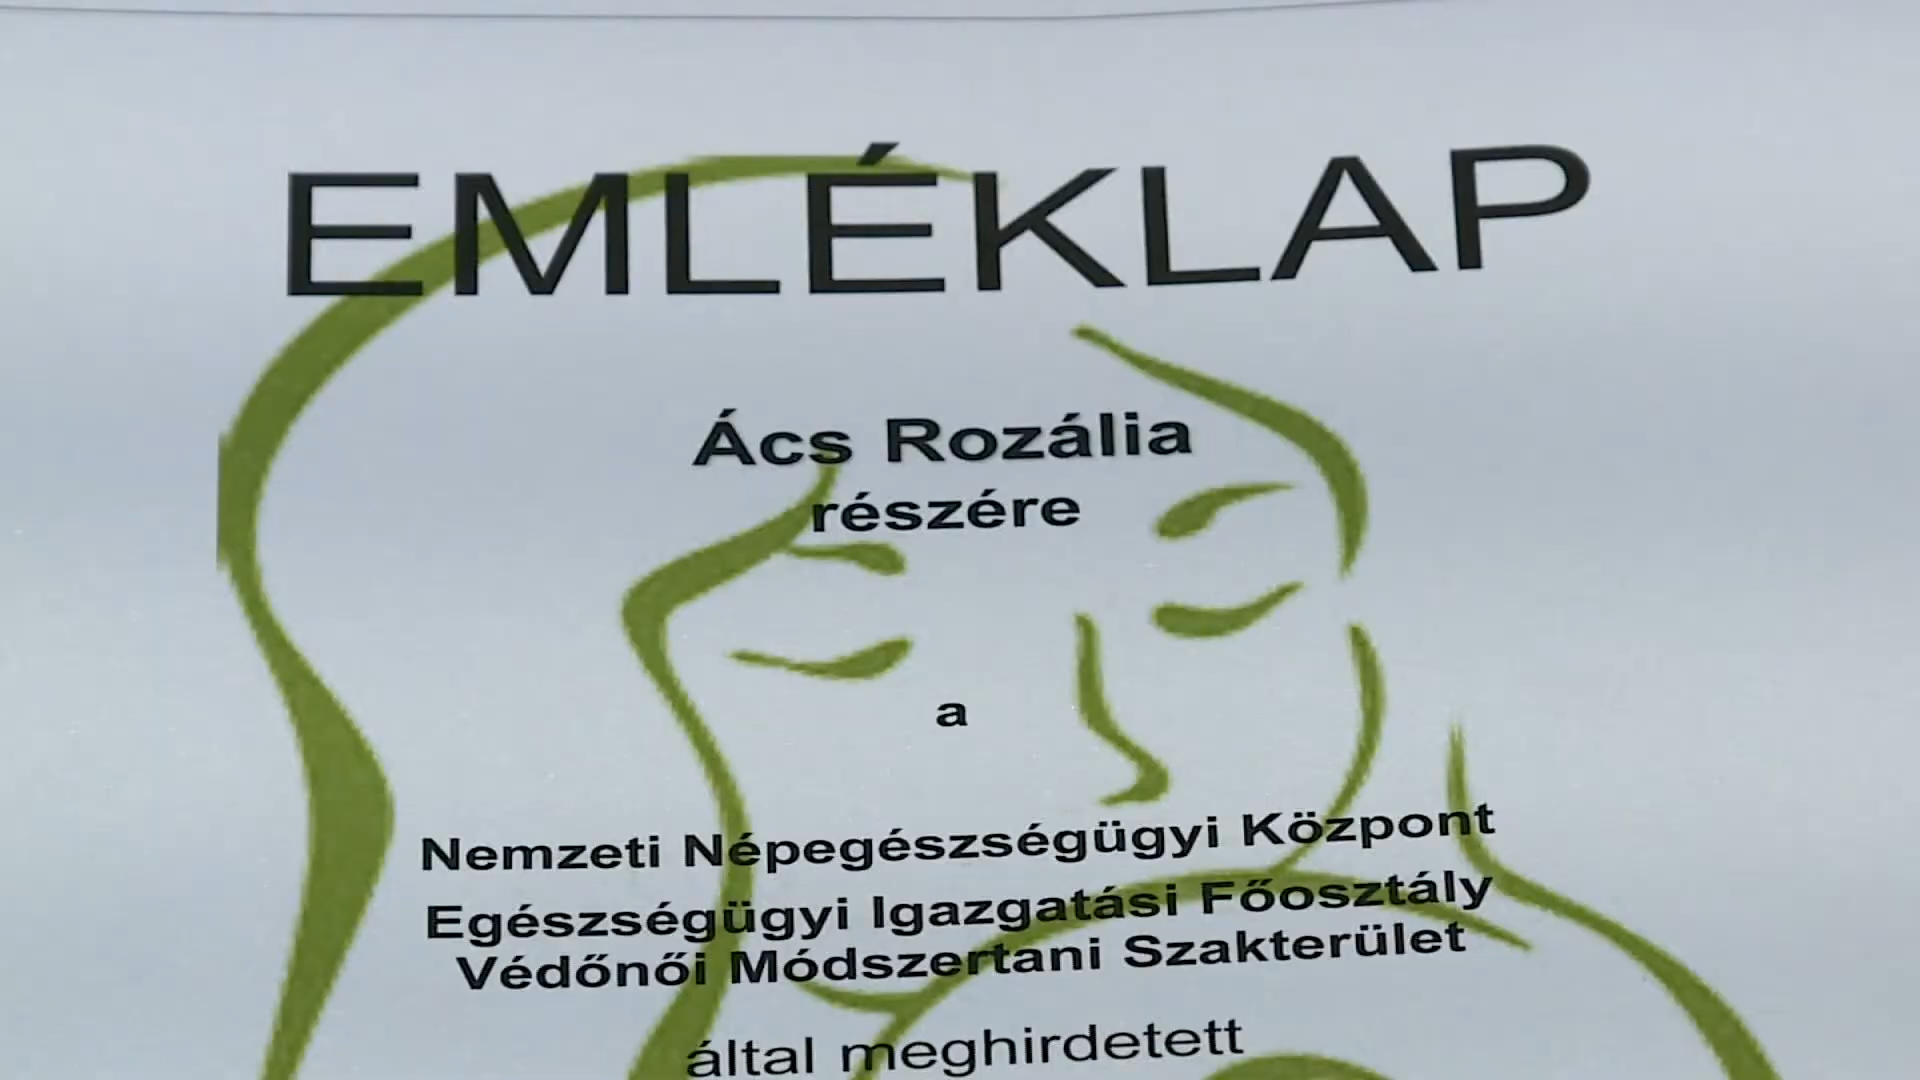 EMLÉKLAP
Ács Rozália
részére
a
Nemzeti Népegészségügyi Központ
Egészségügyi Igazgatási Főosztály
Védőnői Módszertani Szakterület
által meghirdetett